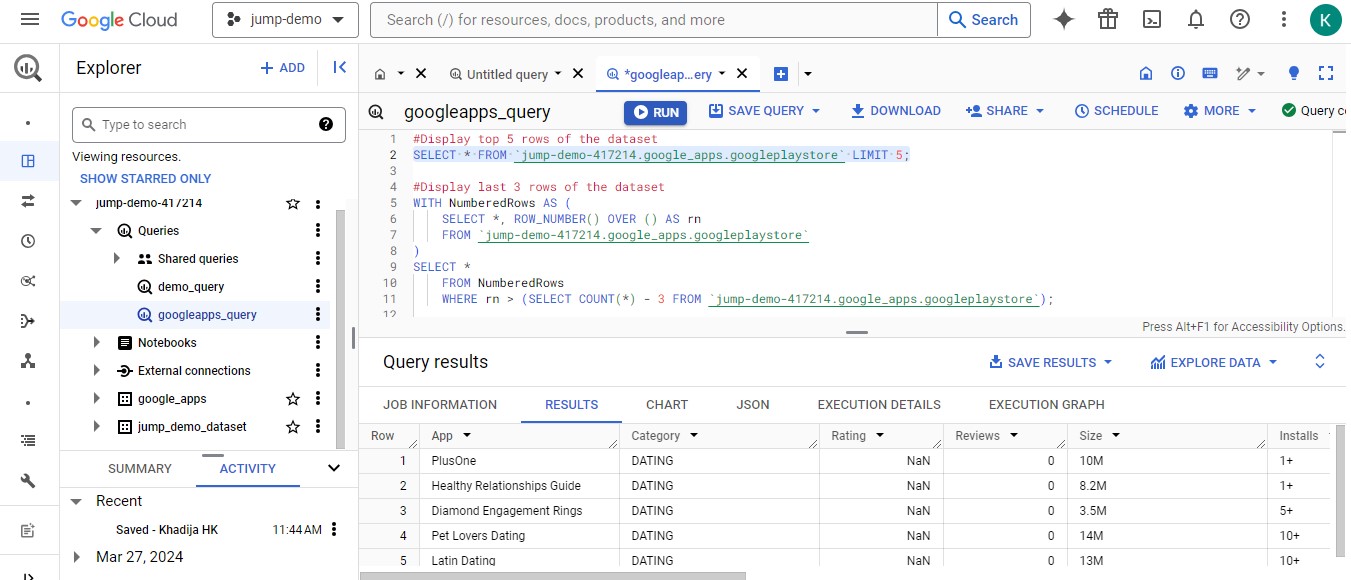 Google Cloud
jump-demo
Search (/) for resources, docs, products, and more
Search
K
Explorer
+ ADD
Untitled query
*googleap...ery
Type to search
Viewing resources.
SHOW STARRED ONLY
jump-demo-417214
Queries
Shared queries
demo_query
googleapps_query
Notebooks
External connections
google_apps
jump_demo_dataset
SUMMARY
ACTIVITY
Recent
Saved - Khadija HK 11:44 AM
Mar 27, 2024
googleapps_query
RUN
SAVE QUERY
DOWNLOAD
SHARE
SCHEDULE
MORE
Query co
1 #Display top 5 rows of the dataset
2 SELECT * FROM `jump-demo-417214.google_apps.googleplaystore` LIMIT 5;
3
4 #Display last 3 rows of the dataset
5 WITH NumberedRows AS (
6 SELECT *, ROW_NUMBER() OVER () AS rn
7 FROM `jump-demo-417214.google_apps.googleplaystore`
8 )
9 SELECT *
10 FROM NumberedRows
11 WHERE rn > (SELECT COUNT(*) - 3 FROM `jump-demo-417214.google_apps.googleplaystore`);
12
Press Alt+F1 for Accessibility Options.
Query results
SAVE RESULTS
EXPLORE DATA
JOB INFORMATION
RESULTS
CHART
JSON
EXECUTION DETAILS
EXECUTION GRAPH
Row App Category Rating Reviews Size Installs
1 PlusOne DATING NaN 0 10M 1+
2 Healthy Relationships Guide DATING NaN 0 8.2M 1+
3 Diamond Engagement Rings DATING NaN 0 3.5M 5+
4 Pet Lovers Dating DATING NaN 0 14M 10+
5 Latin Dating DATING NaN 0 13M 10+